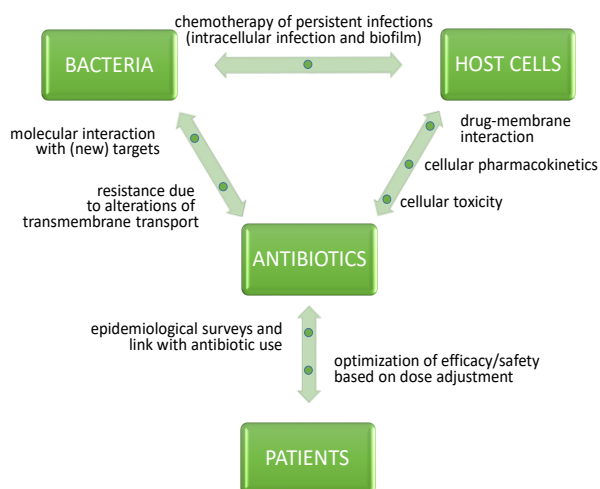 chemotherapy of persistent infections
(intracellular infection and biofilm)
BACTERIA
HOST CELLS
molecular interaction
with (new) targets
drug-membrane
interaction
cellular pharmacokinetics
resistance due
to alterations of
transmembrane transport
cellular toxicity
ANTIBIOTICS
epidemiological surveys and
link with antibiotic use
optimization of efficacy/safety
based on dose adjustment
PATIENTS